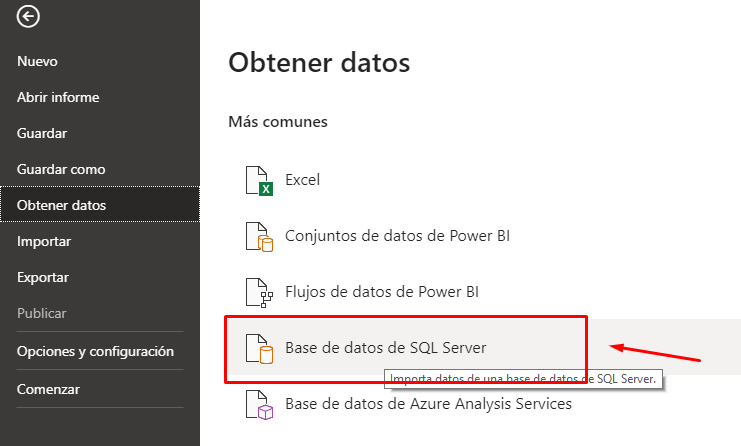 Nuevo
Abrir informe
Guardar
Guardar como
Obtener datos
Importar
Exportar
Publicar
Opciones y configuración
Comenzar
Obtener datos
Más comunes
X
Excel
Conjuntos de datos de Power BI
Flujos de datos de Power BI
Base de datos de SQL Server
Importa datos de una base de datos de SQL Server.
Base de datos de Azure Analysis Services